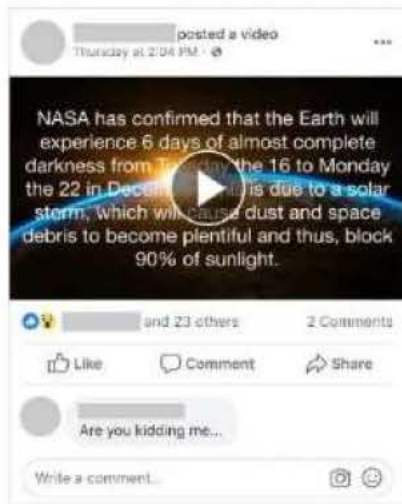 posted a video
Thursday at 2:04 PM ·
NASA has confirmed that the Earth will
experience 6 days of almost complete
darkness from the 16 to Monday
the 22 in is due to a solar
storm, which will cause dust and space
debris to become plentiful and thus, block
90% of sunlight.
and 23 others 2 Comments
Like Comment Share
Are you kidding me...
Write a comment...